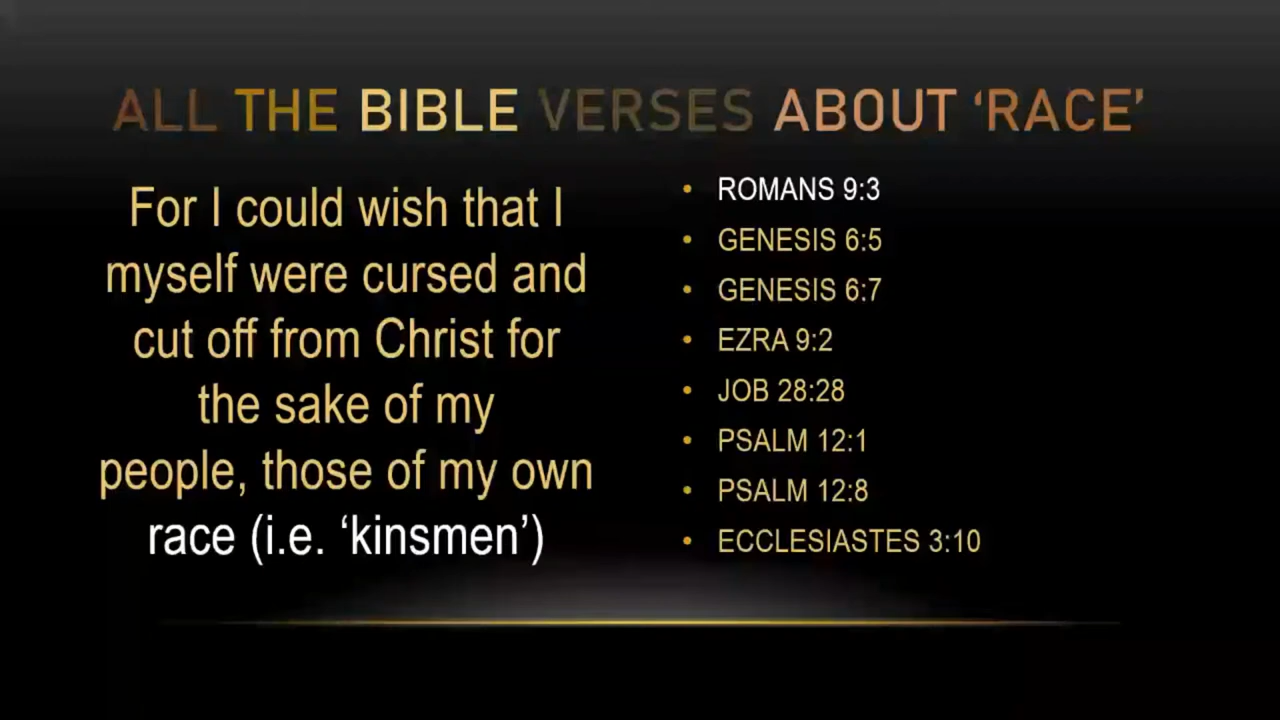 ALL THE BIBLE VERSES ABOUT ‘RACE’
For I could wish that I
myself were cursed and
cut off from Christ for
the sake of my
people, those of my own
race (i.e. ‘kinsmen’)
• ROMANS 9:3
• GENESIS 6:5
• GENESIS 6:7
• EZRA 9:2
• JOB 28:28
• PSALM 12:1
• PSALM 12:8
• ECCLESIASTES 3:10